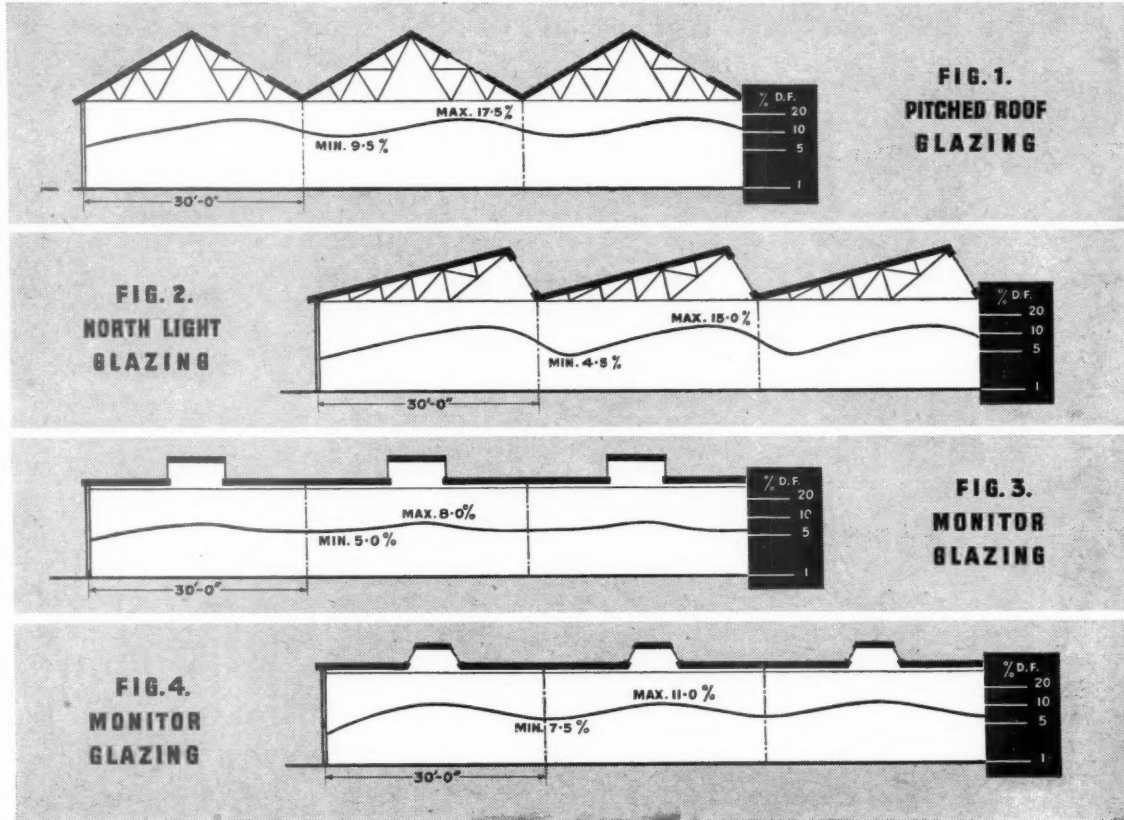 FIG. 1.
PITCHED ROOF
GLAZING
MAX. 17·5%
MIN. 9·5%
30'-0"
% D.F.
20
10
5
1
FIG. 2.
NORTH LIGHT
GLAZING
MAX. 15·0%
MIN. 4·5%
30'-0"
% D.F.
20
10
5
1
FIG. 3.
MONITOR
GLAZING
MAX. 8·0%
MIN. 5·0%
30'-0"
% D.F.
20
10
5
1
FIG. 4.
MONITOR
GLAZING
MAX. 11·0%
MIN. 7·5%
30'-0"
% D.F.
20
10
5
1